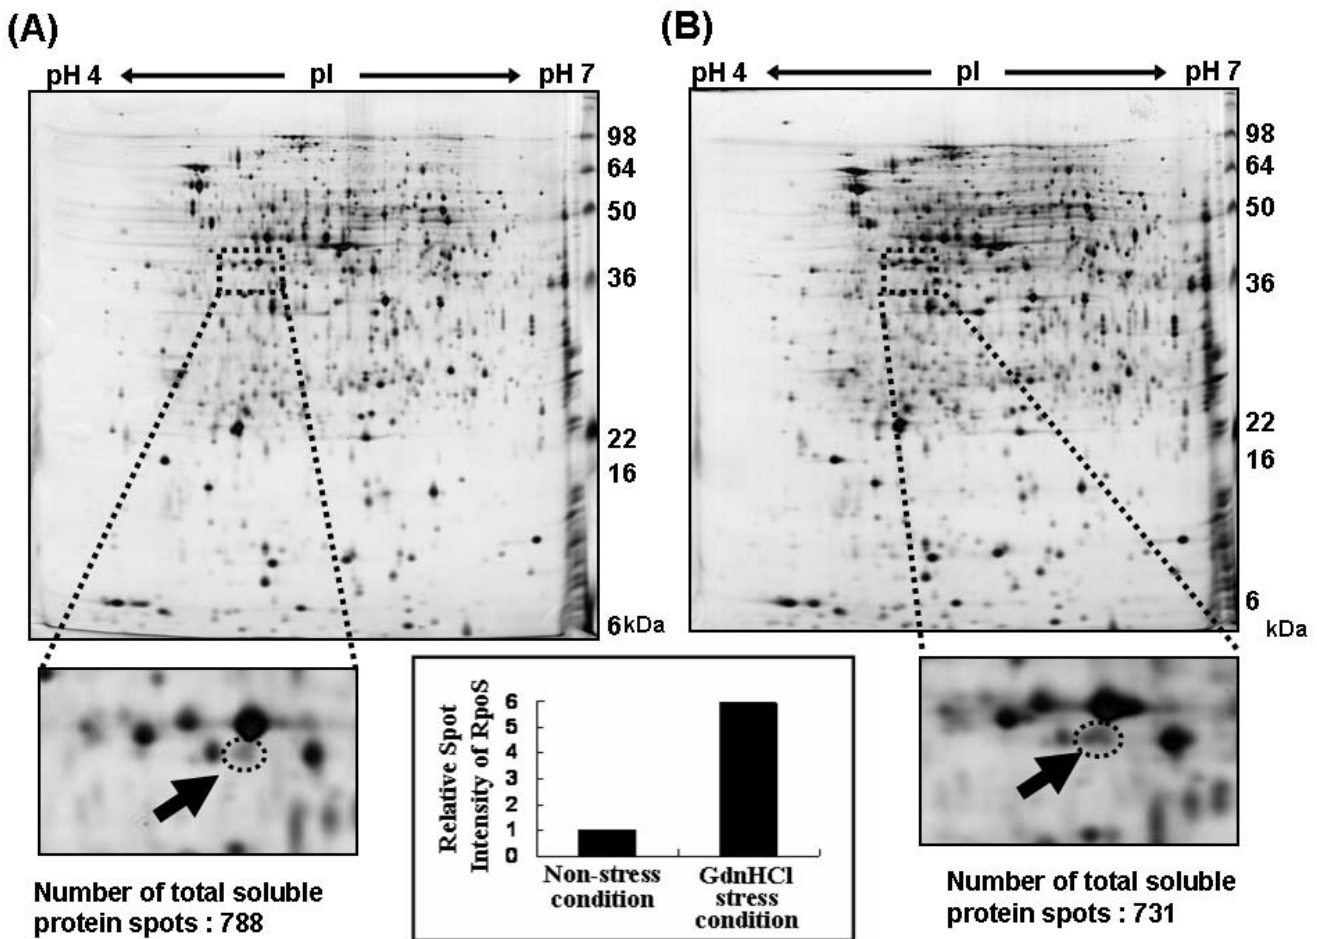 (A)
pH 4
pI
pH 7
98
64
50
36
22
16
6kDa
(B)
pH 4
pI
pH 7
98
64
50
36
22
16
6
kDa
Number of total soluble
protein spots : 788
Relative Spot
Intensity of RpoS
6
5
4
3
2
1
0
Non-stress
condition
GdnHCl
stress
condition
Number of total soluble
protein spots : 731